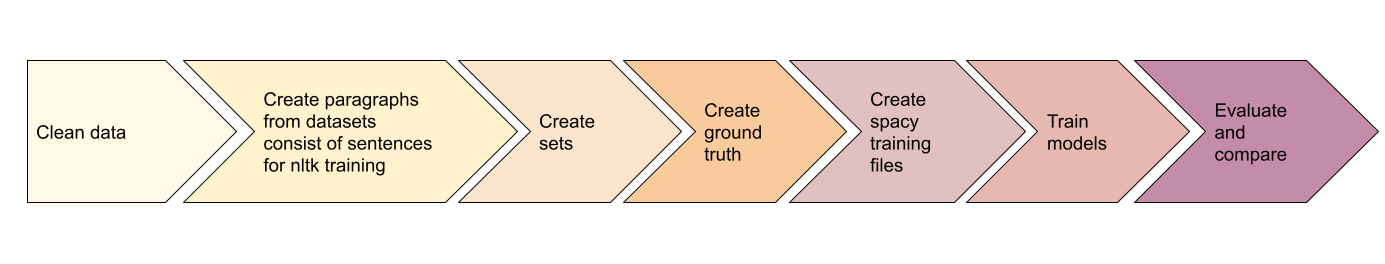 Clean data
Create paragraphs
from datasets
consist of sentences
for nltk training
Create
sets
Create
ground
truth
Create
spacy
training
files
Train
models
Evaluate
and
compare